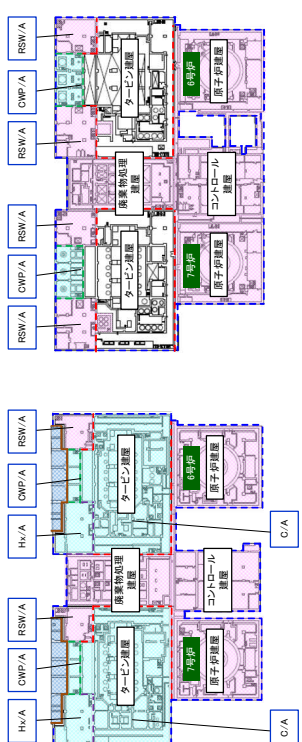 RSW/A
CWP/A
RSW/A
RSW/A
CWP/A
RSW/A
タービン建屋
廃棄物処理
建屋
タービン建屋
6号炉
原子炉建屋
コントロール
建屋
7号炉
原子炉建屋
RSW/A
CWP/A
Hx/A
RSW/A
CWP/A
Hx/A
タービン建屋
廃棄物処理
建屋
タービン建屋
C/A
C/A
6号炉
原子炉建屋
コントロール
建屋
7号炉
原子炉建屋